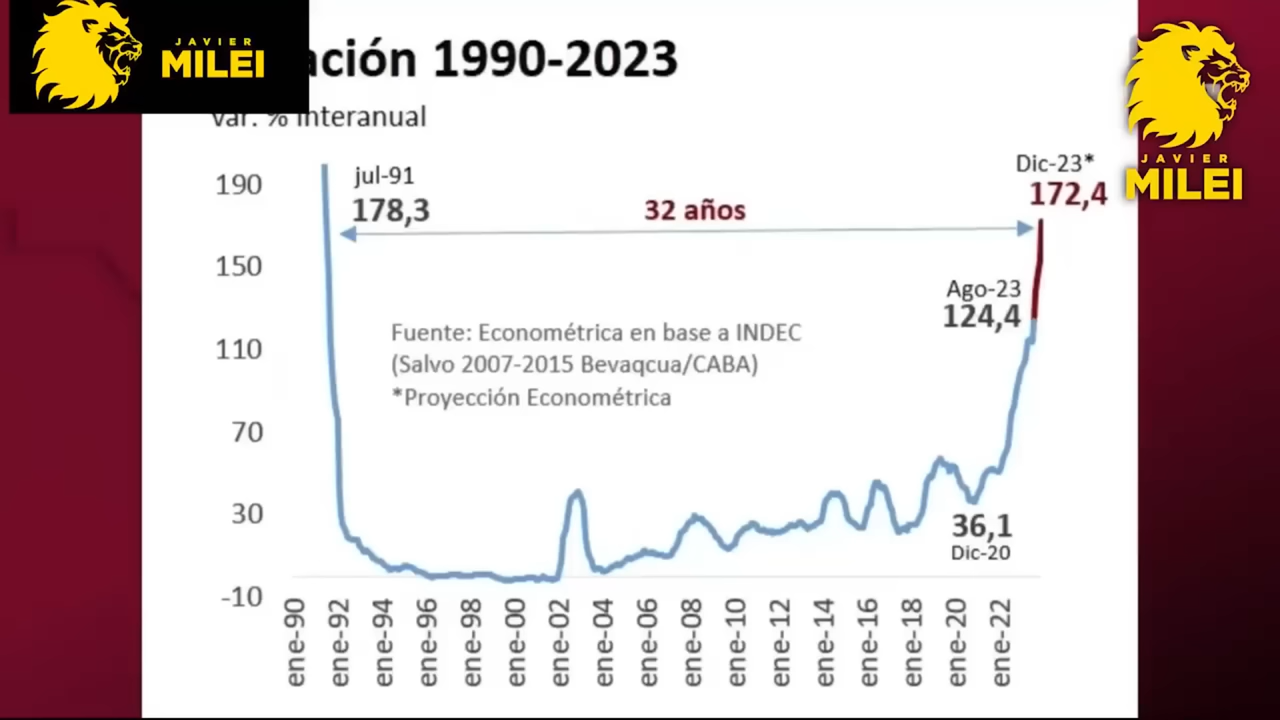 JAVIER
MILEI
ación 1990-2023
var. % interanual
JAVIER
MILEI
190
150
110
70
30
-10
jul-91
178,3
32 años
Dic-23*
172,4
Ago-23
124,4
Fuente: Econométrica en base a INDEC
(Salvo 2007-2015 Bevaqcua/CABA)
*Proyección Econométrica
36,1
Dic-20
ene-90
ene-92
ene-94
ene-96
ene-98
ene-00
ene-02
ene-04
ene-06
ene-08
ene-10
ene-12
ene-14
ene-16
ene-18
ene-20
ene-22